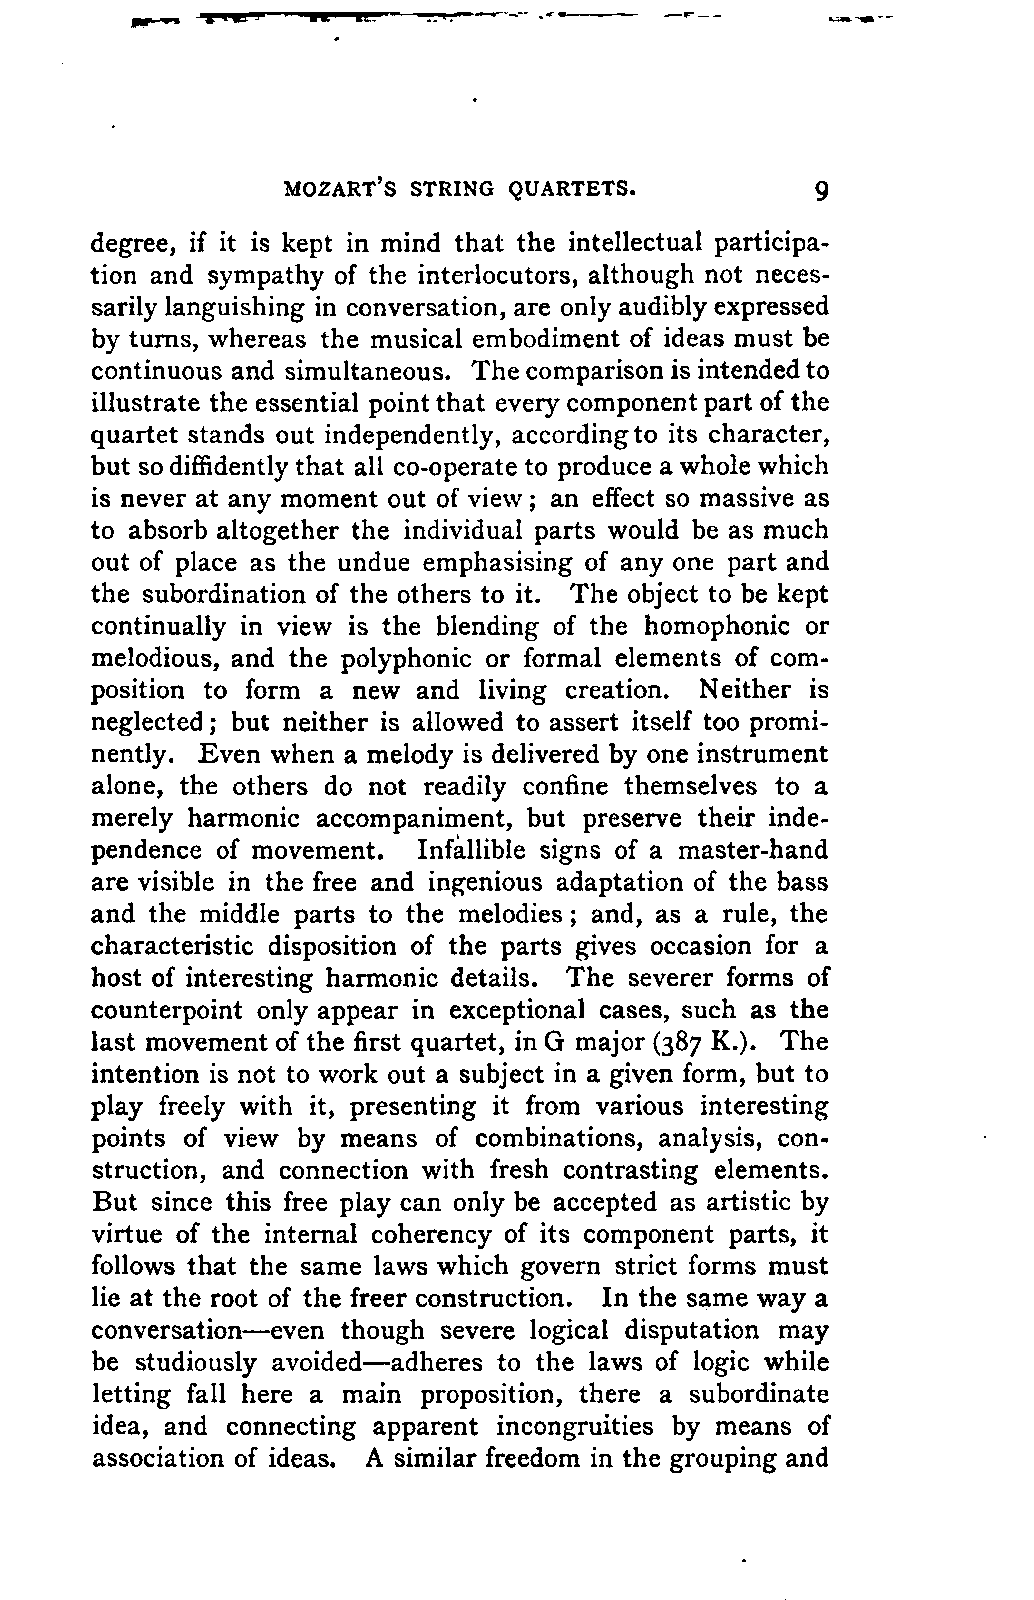 MOZART'S STRING QUARTETS. 9
degree, if it is kept in mind that the intellectual participa-
tion and sympathy of the interlocutors, although not neces-
sarily languishing in conversation, are only audibly expressed
by turns, whereas the musical embodiment of ideas must be
continuous and simultaneous. The comparison is intended to
illustrate the essential point that every component part of the
quartet stands out independently, according to its character,
but so diffidently that all co-operate to produce a whole which
is never at any moment out of view; an effect so massive as
to absorb altogether the individual parts would be as much
out of place as the undue emphasising of any one part and
the subordination of the others to it. The object to be kept
continually in view is the blending of the homophonic or
melodious, and the polyphonic or formal elements of com-
position to form a new and living creation. Neither is
neglected; but neither is allowed to assert itself too promi-
nently. Even when a melody is delivered by one instrument
alone, the others do not readily confine themselves to a
merely harmonic accompaniment, but preserve their inde-
pendence of movement. Infallible signs of a master-hand
are visible in the free and ingenious adaptation of the bass
and the middle parts to the melodies; and, as a rule, the
characteristic disposition of the parts gives occasion for a
host of interesting harmonic details. The severer forms of
counterpoint only appear in exceptional cases, such as the
last movement of the first quartet, in G major (387 K.). The
intention is not to work out a subject in a given form, but to
play freely with it, presenting it from various interesting
points of view by means of combinations, analysis, con-
struction, and connection with fresh contrasting elements.
But since this free play can only be accepted as artistic by
virtue of the internal coherency of its component parts, it
follows that the same laws which govern strict forms must
lie at the root of the freer construction. In the same way a
conversation—even though severe logical disputation may
be studiously avoided—adheres to the laws of logic while
letting fall here a main proposition, there a subordinate
idea, and connecting apparent incongruities by means of
association of ideas. A similar freedom in the grouping and